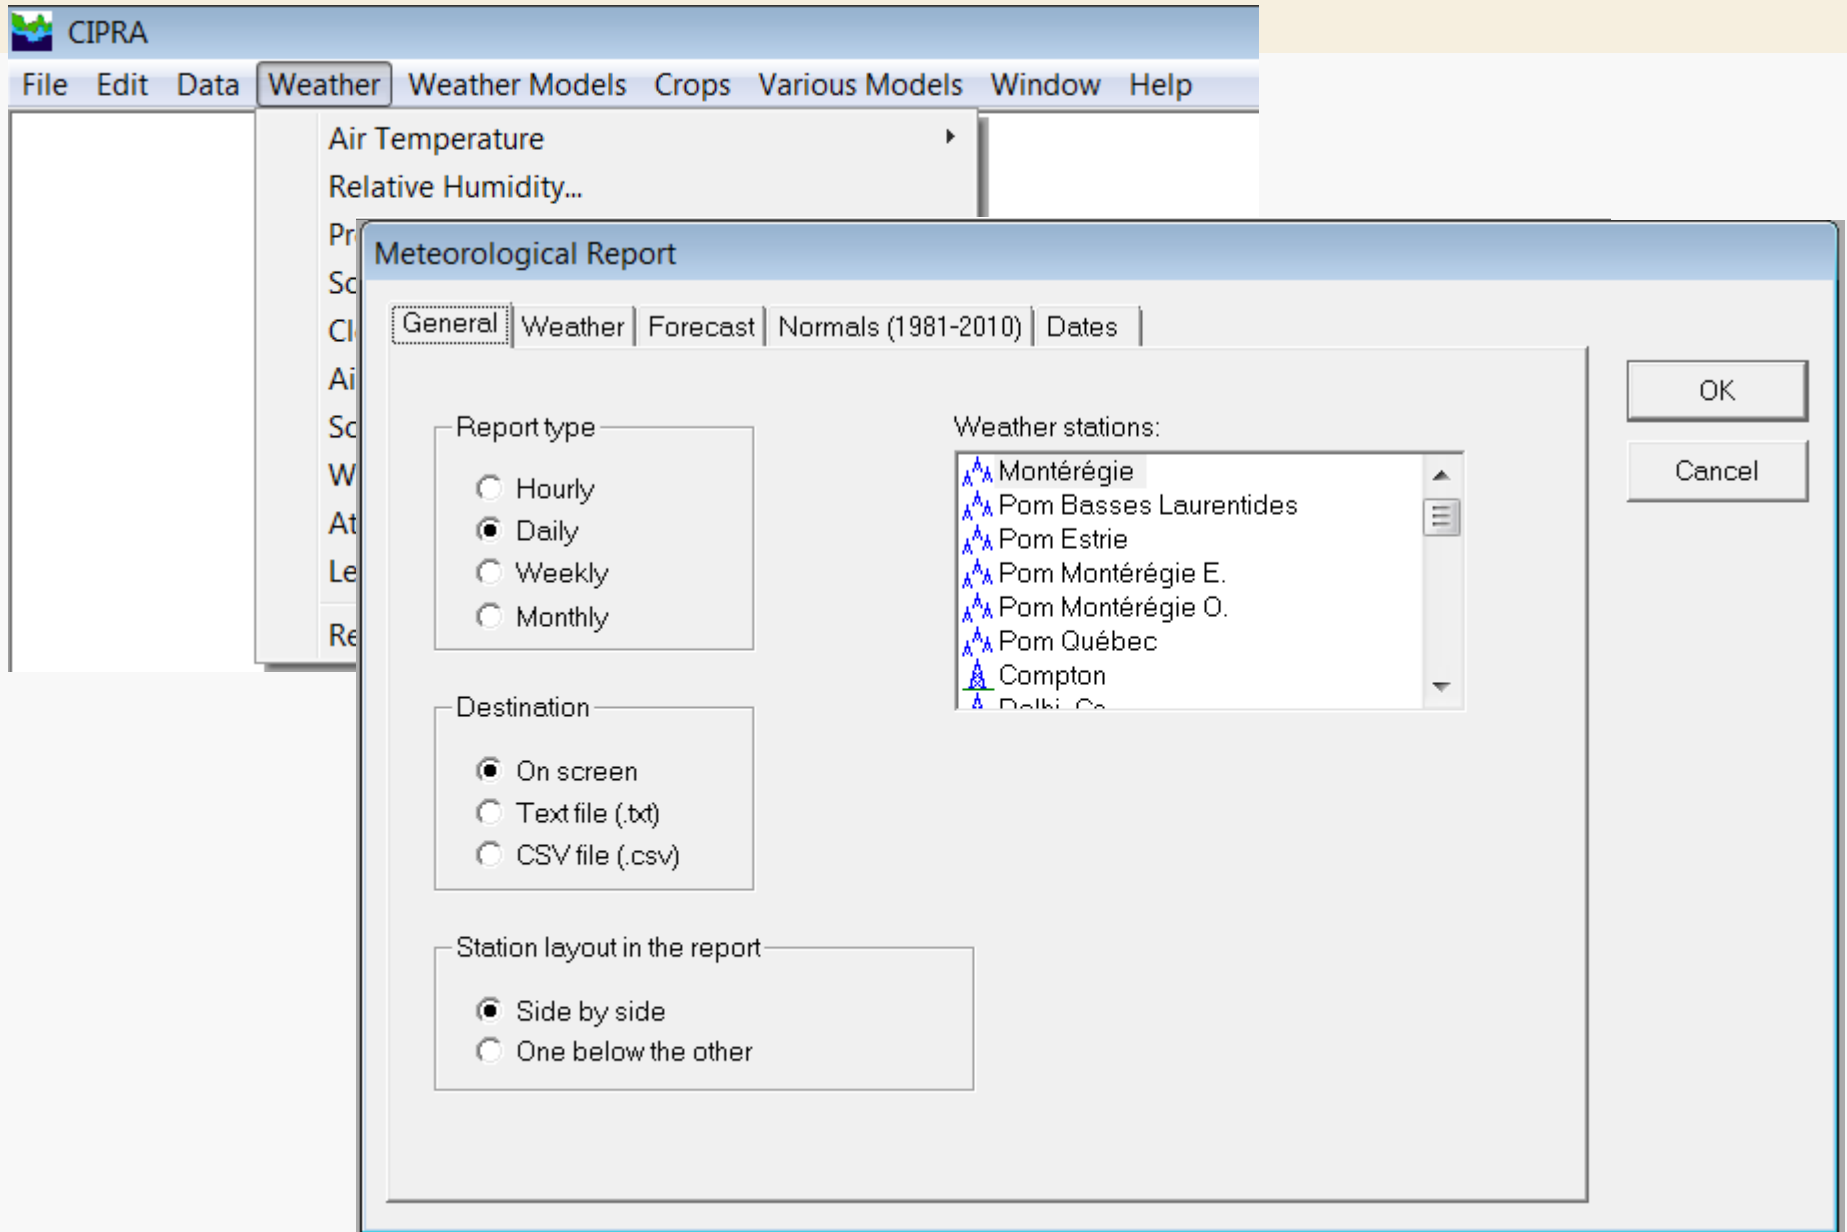 CIPRA
File Edit Data Weather Weather Models Crops Various Models Window Help
Air Temperature
Relative Humidity...
Meteorological Report
General Weather Forecast Normals (1981-2010) Dates
Report type
Hourly
Daily
Weekly
Monthly
Destination
On screen
Text file (.txt)
CSV file (.csv)
Station layout in the report
Side by side
One below the other
Weather stations:
Montérégie
Pom Basses Laurentides
Pom Estrie
Pom Montérégie E.
Pom Montérégie O.
Pom Québec
Compton
OK
Cancel